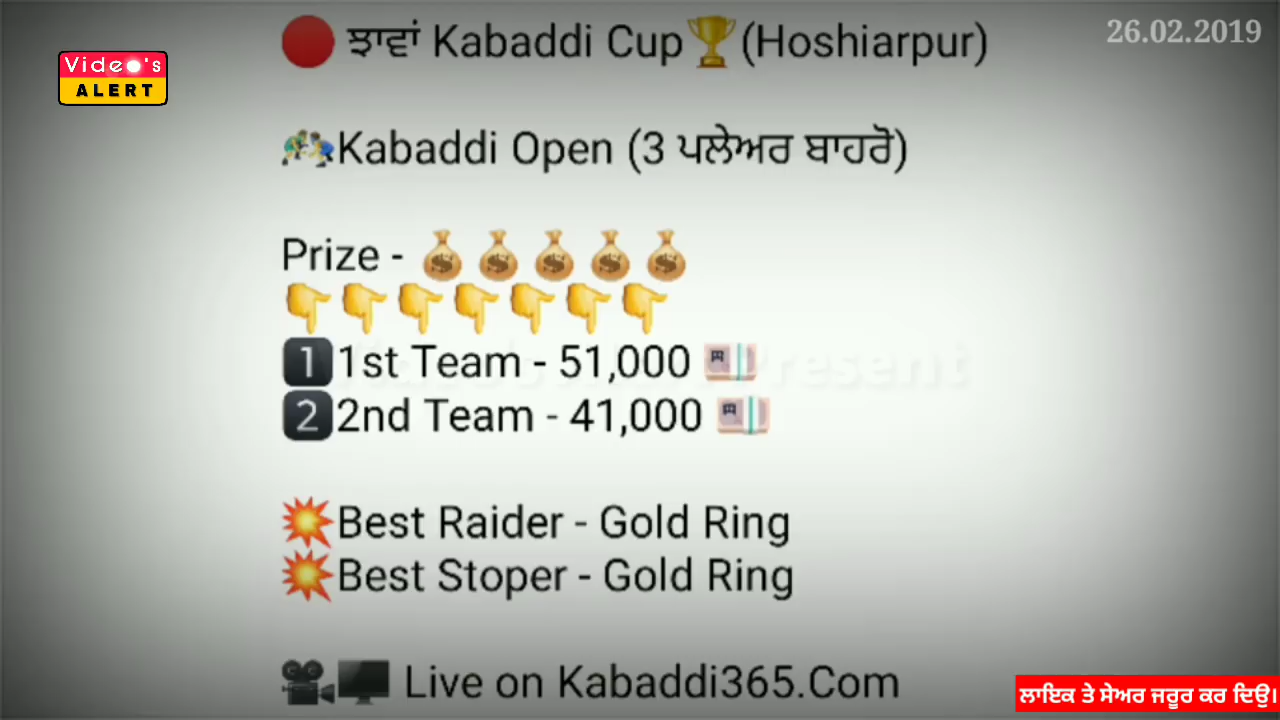 🔴 ਝਾਵਾਂ Kabaddi Cup🏆(Hoshiarpur)
26.02.2019
Video's
ALERT
🤼Kabaddi Open (3 ਪਲੇਅਰ ਬਾਹਰੋ)
Prize - 💰💰💰💰💰
👇👇👇👇👇👇👇
1️⃣1st Team - 51,000 💵
2️⃣2nd Team - 41,000 💵
💥Best Raider - Gold Ring
💥Best Stoper - Gold Ring
🎥🖥 Live on Kabaddi365.Com
ਲਾਇਕ ਤੇ ਸੇਅਰ ਜਰੂਰ ਕਰ ਦਿਉ।